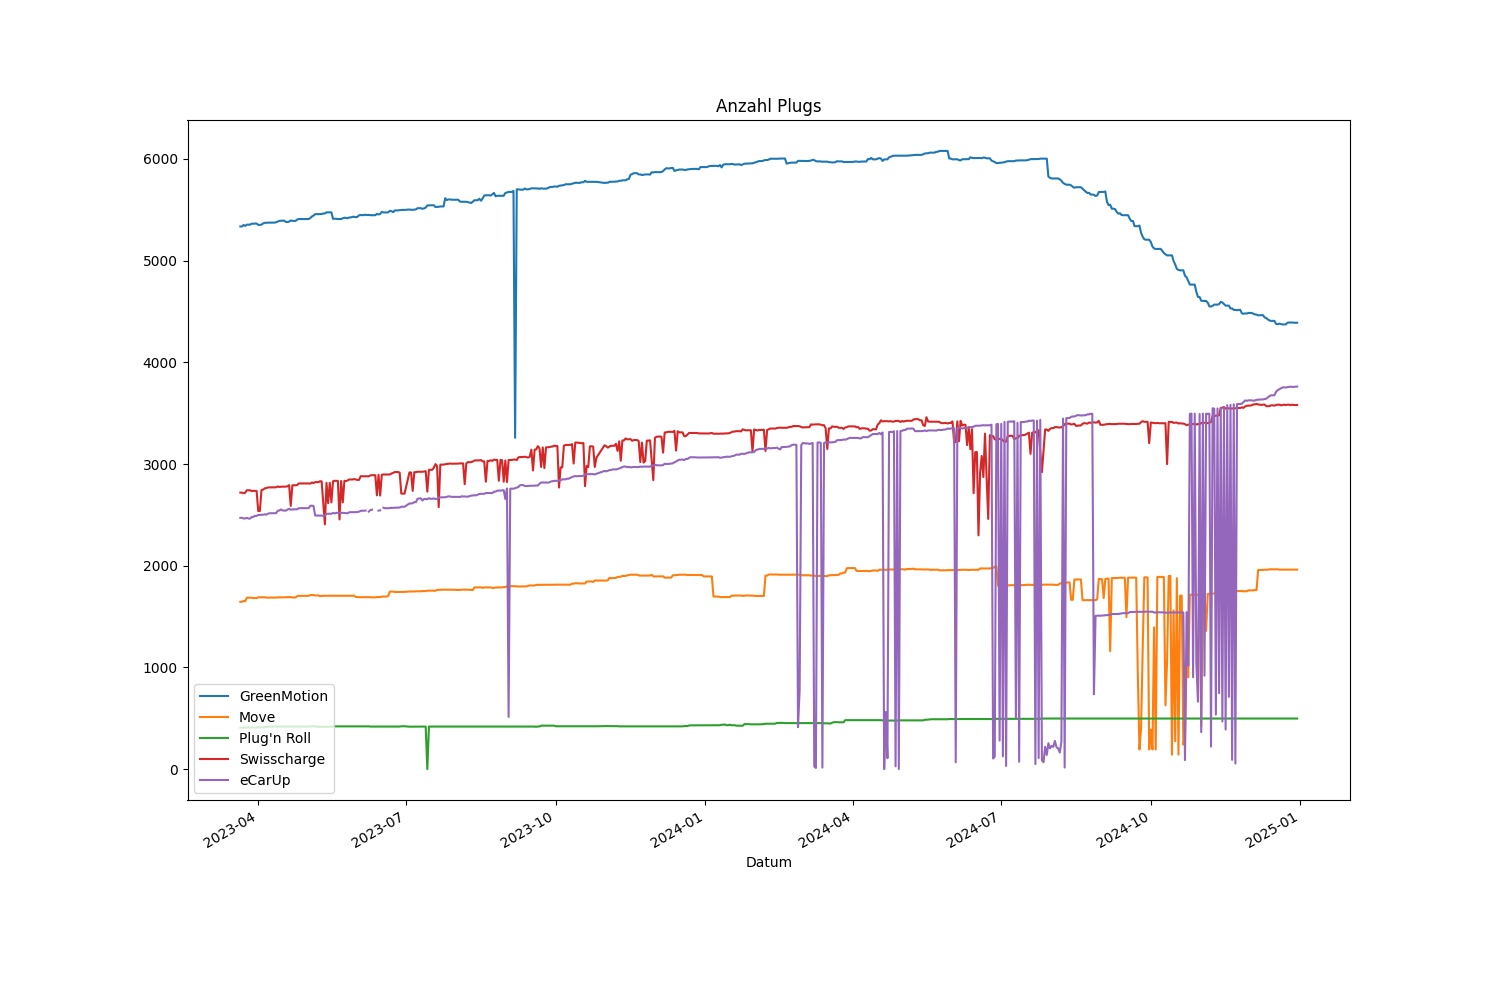 Anzahl Plugs
6000
5000
4000
3000
2000
1000
0
GreenMotion
Move
Plug'n Roll
Swisscharge
eCarUp
2023-04
2023-07
2023-10
2024-01
2024-04
2024-07
2024-10
2025-01
Datum